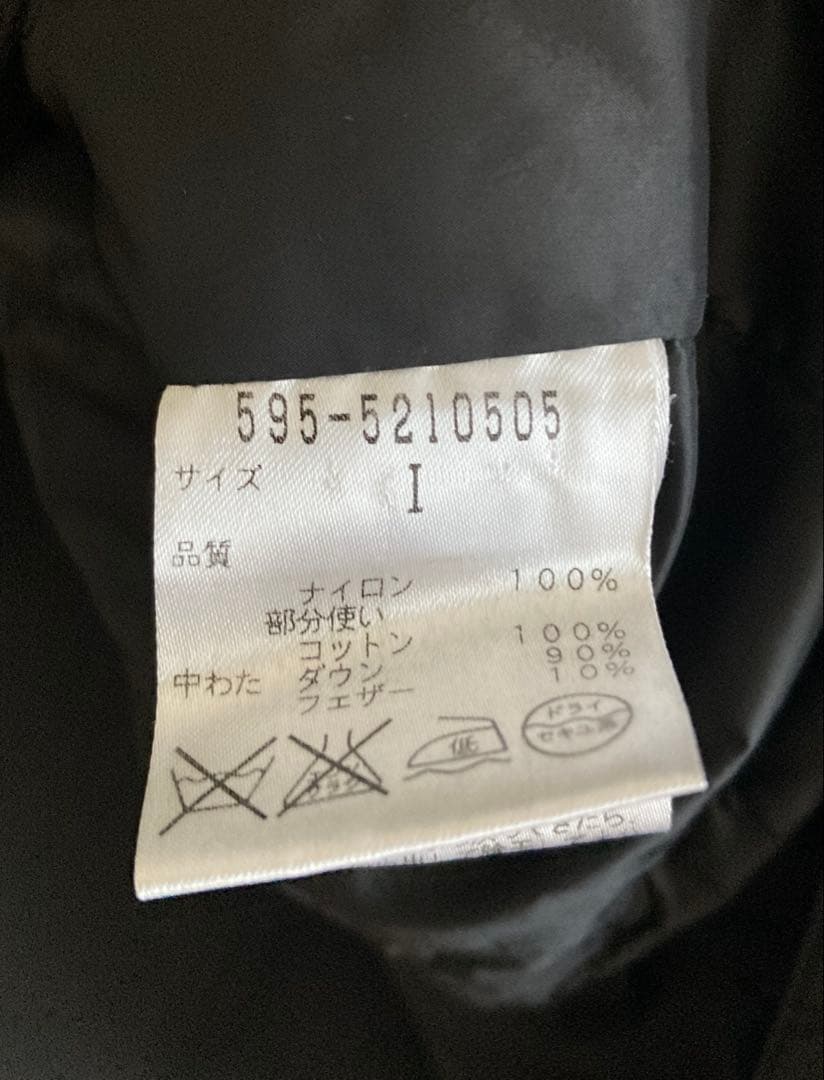 595-5210505
サイズ I
品質
ナイロン 100%
部分使い
コットン 100%
中わた ダウン 90%
フェザー 10%
低
ドライ
セキユ系